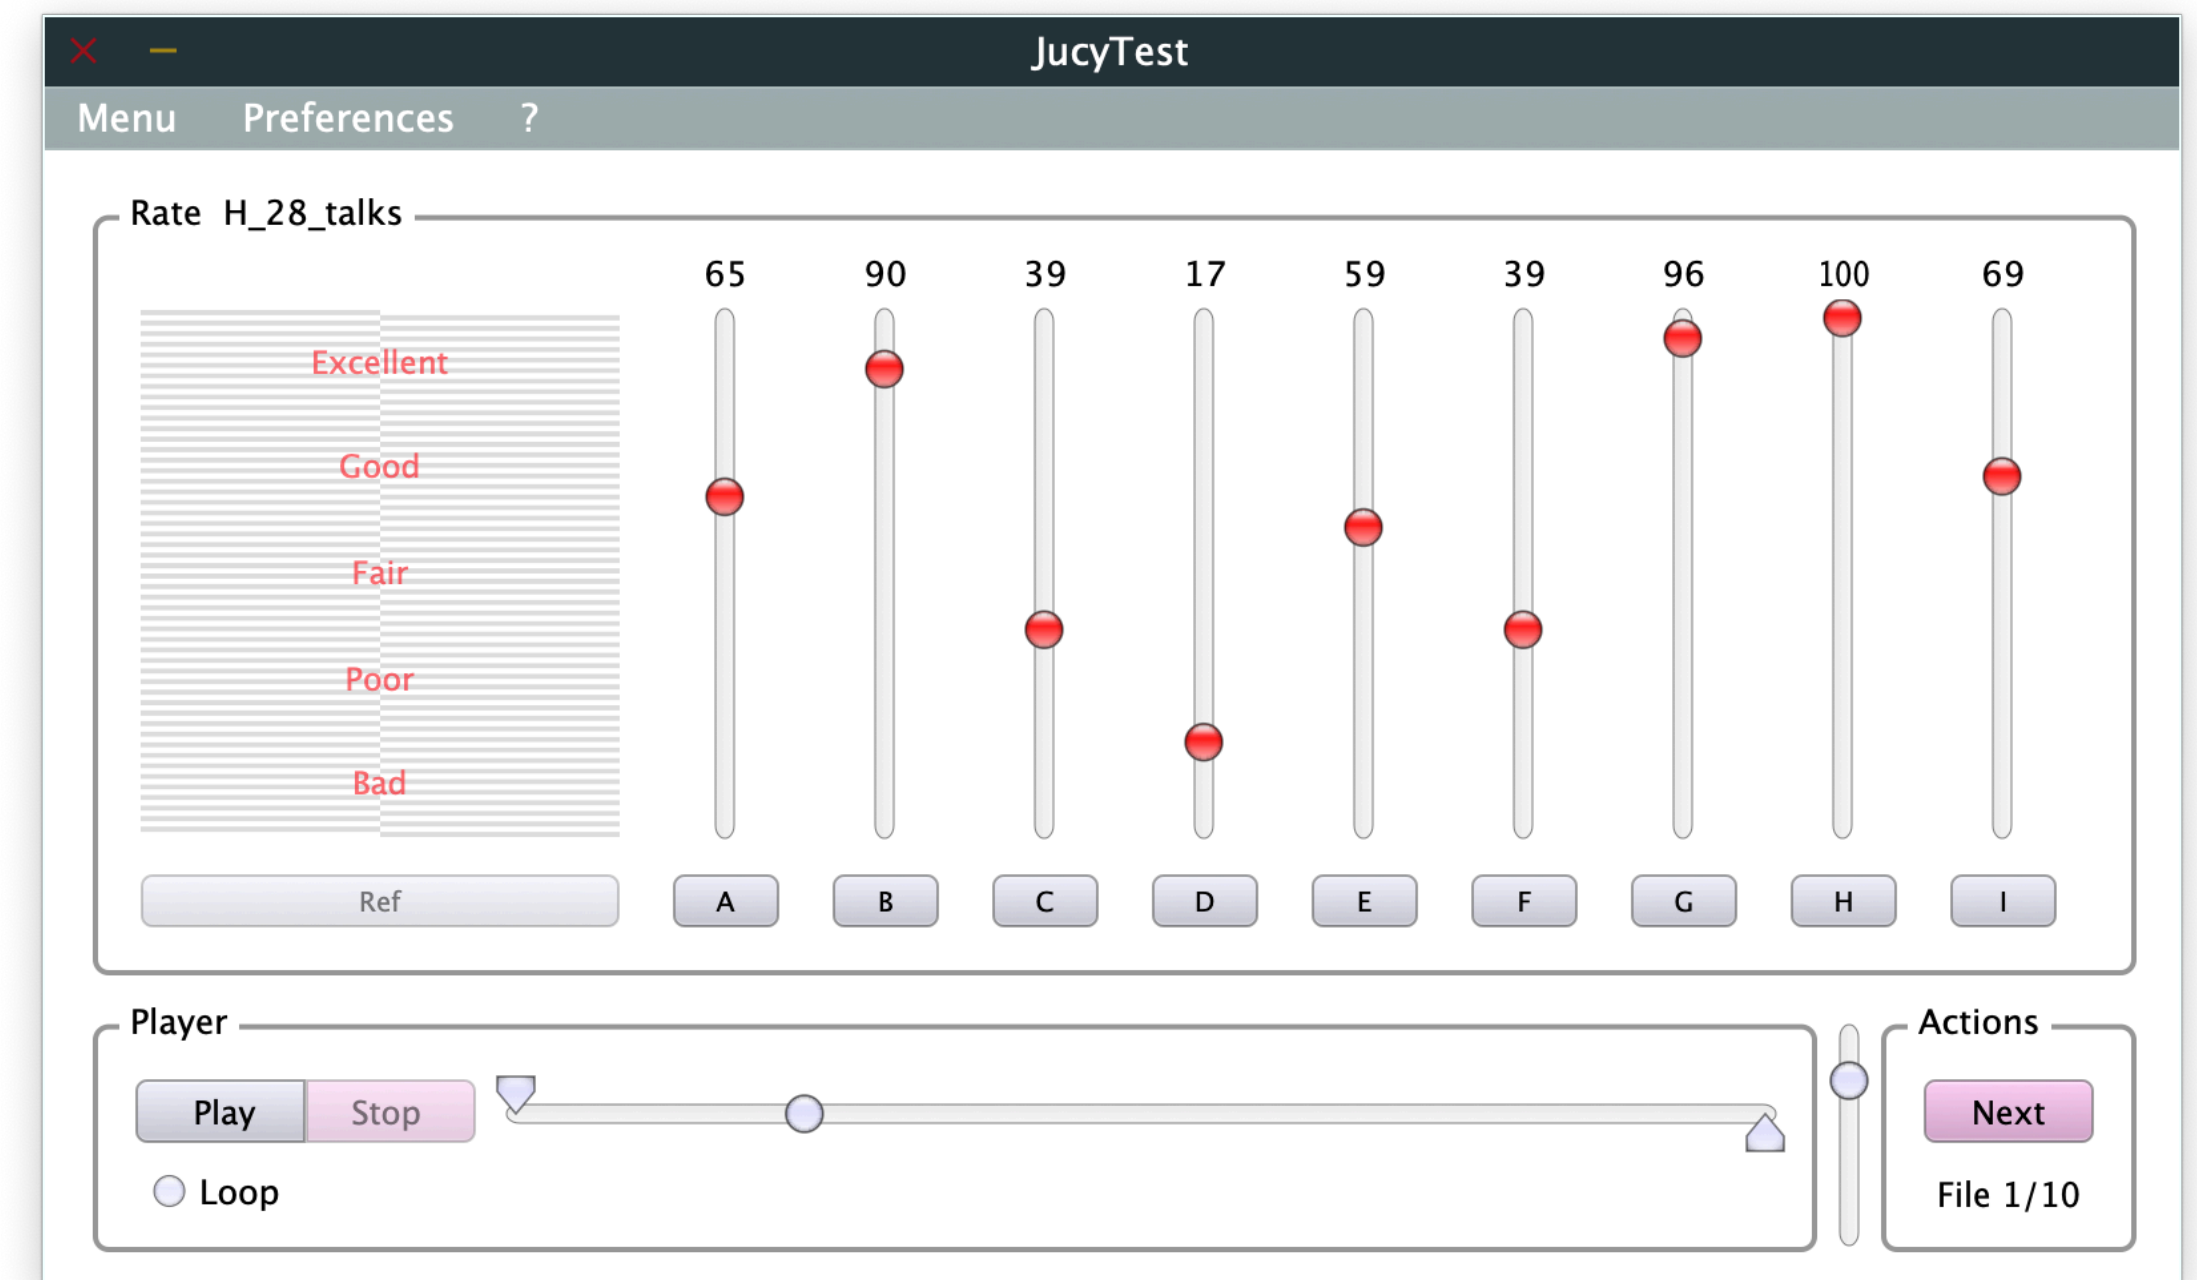 JucyTest
Menu Preferences ?
Rate H_28_talks
65 90 39 17 59 39 96 100 69
Excellent
Good
Fair
Poor
Bad
Ref A B C D E F G H I
Player
Actions
Play Stop
Next
Loop
File 1/10